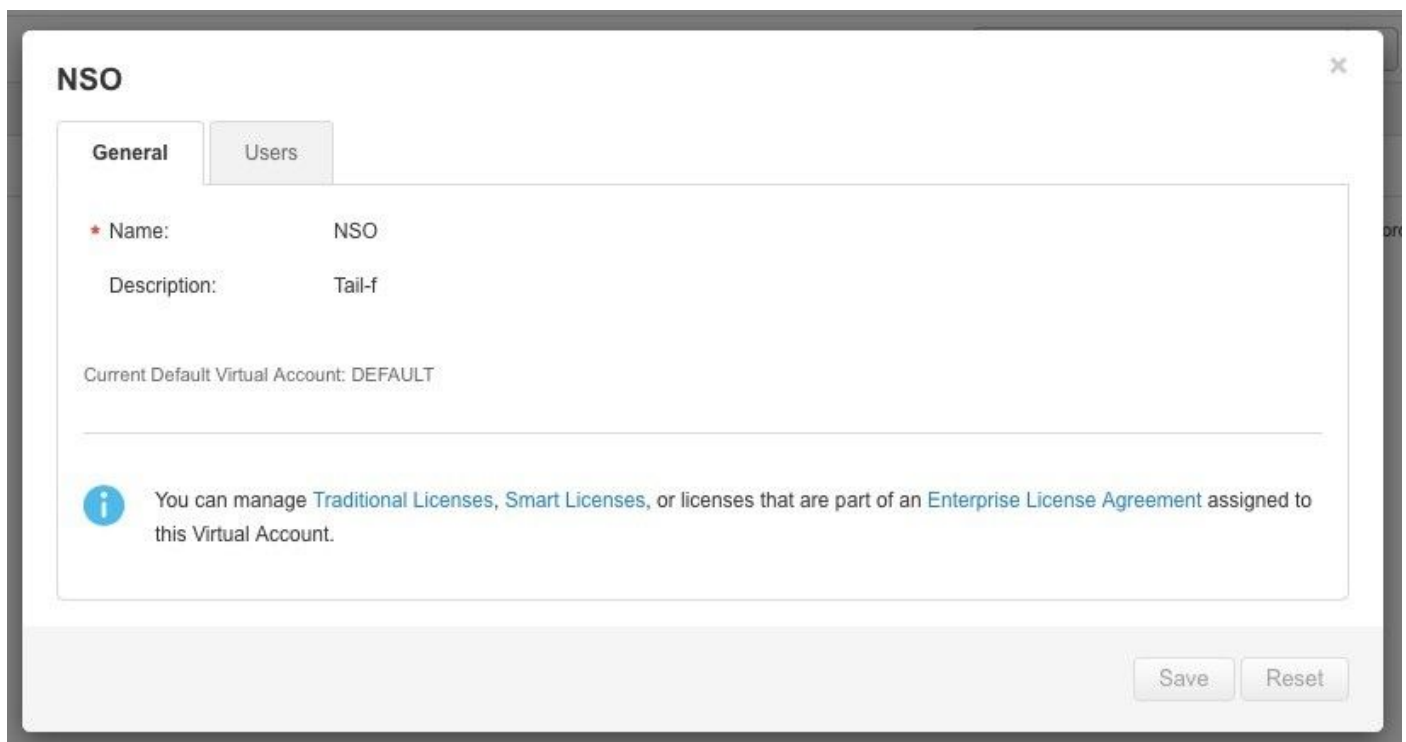 NSO
×
General
Users
* Name:
NSO
Description:
Tail-f
Current Default Virtual Account: DEFAULT
You can manage Traditional Licenses, Smart Licenses, or licenses that are part of an Enterprise License Agreement assigned to
this Virtual Account.
Save
Reset